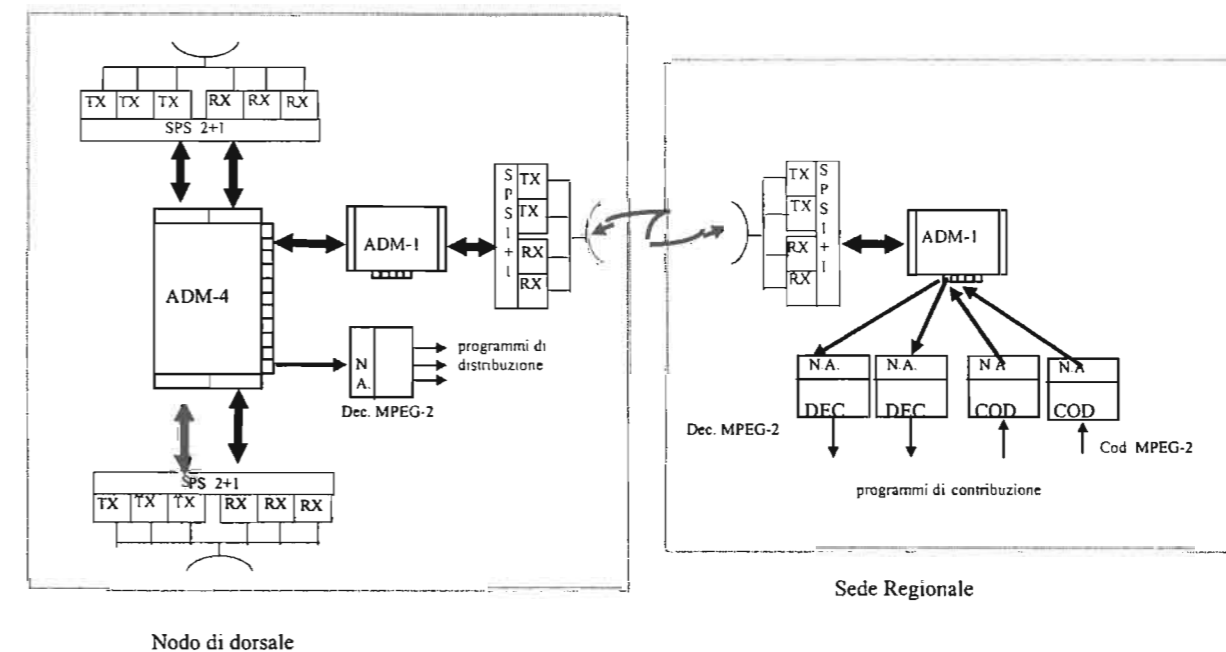 TX TX TX RX RX RX
SPS 2+1
ADM-4
ADM-1
S P S 1 + 1
TX
TX
RX
RX
N A.
Dec. MPEG-2
programmi di
distribuzione
SPS 2+1
TX TX TX RX RX RX
Nodo di dorsale
TX
TX
RX
RX
S P S 1 + 1
ADM-1
N.A. N.A. N A N A
DEC DEC COD COD
Dec. MPEG-2
Cod MPEG-2
programmi di contribuzione
Sede Regionale